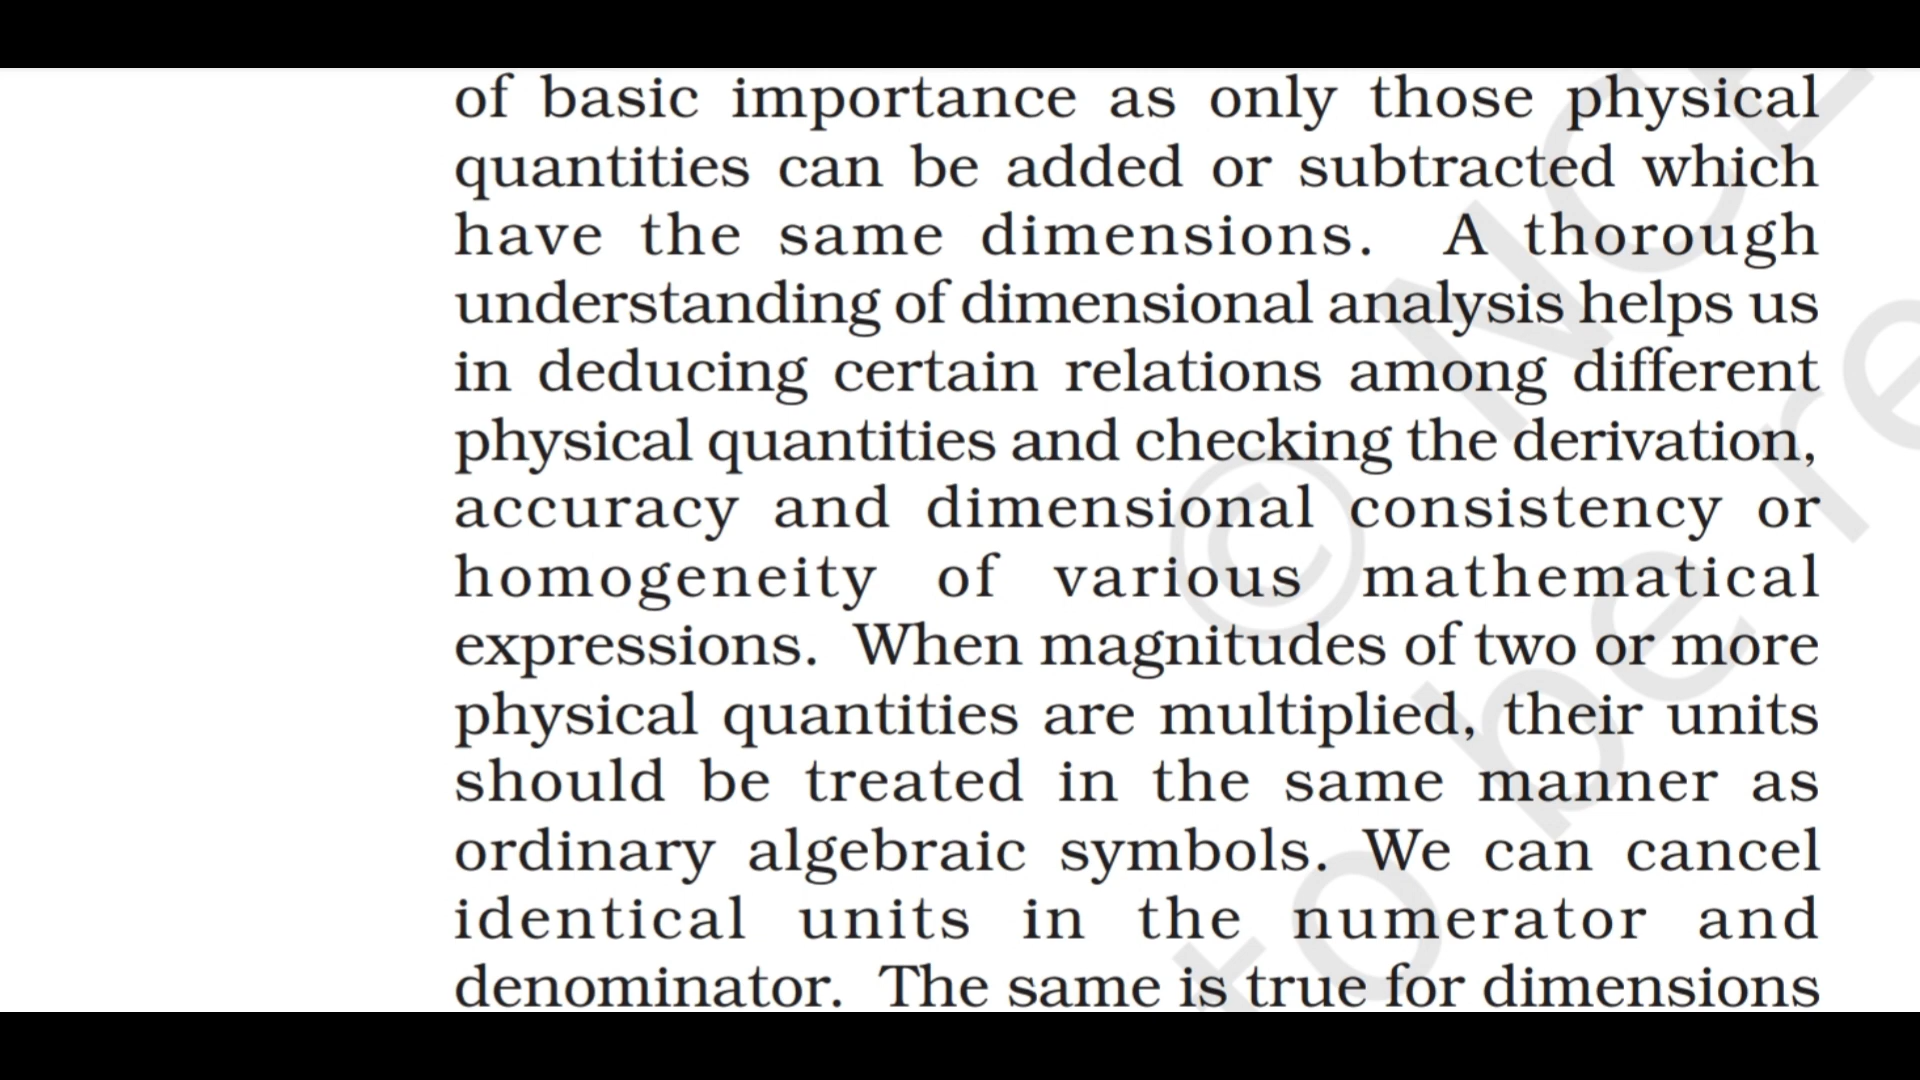 of basic importance as only those physical
quantities can be added or subtracted which
have the same dimensions. A thorough
understanding of dimensional analysis helps us
in deducing certain relations among different
physical quantities and checking the derivation,
accuracy and dimensional consistency or
homogeneity of various mathematical
expressions. When magnitudes of two or more
physical quantities are multiplied, their units
should be treated in the same manner as
ordinary algebraic symbols. We can cancel
identical units in the numerator and
denominator. The same is true for dimensions
© NCE
to be re